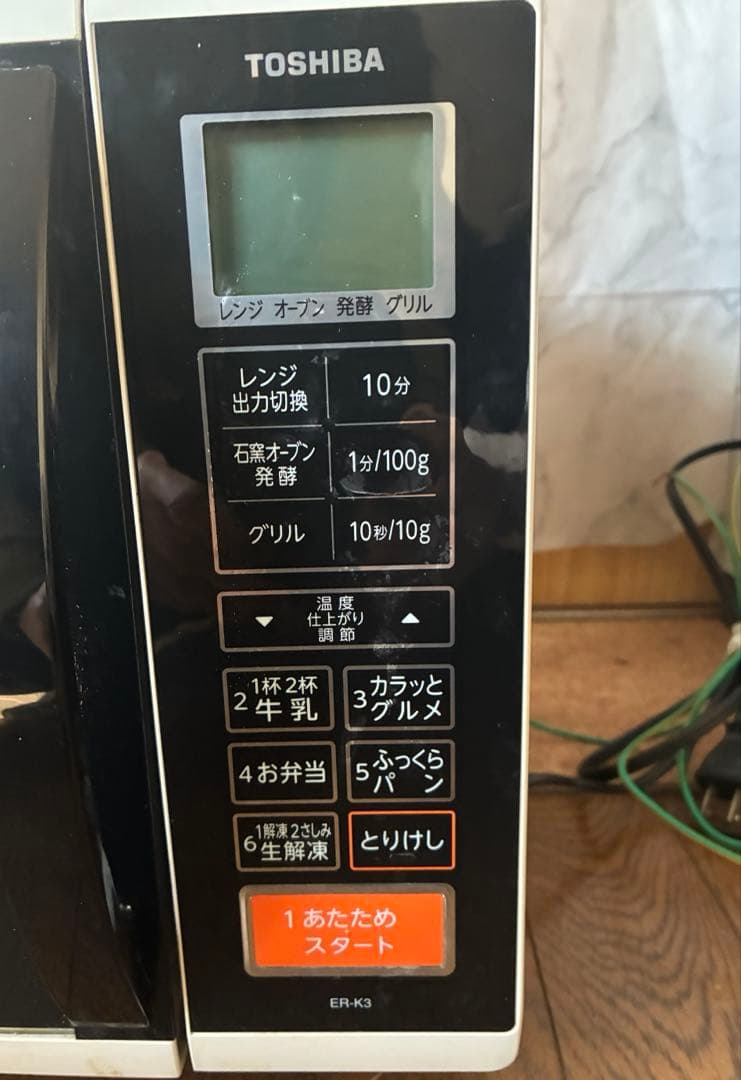 TOSHIBA
レンジ オーブン 発酵 グリル
レンジ
出力切換
10分
石窯オーブン
発酵
1分/100g
グリル
10秒/10g
▼
温度
仕上がり
調節
▲
2 1杯 2杯
牛乳
3 カラッと
グルメ
4 お弁当
5 ふっくら
パン
6 1解凍 2さしみ
生解凍
とりけし
1 あたため
スタート
ER-K3